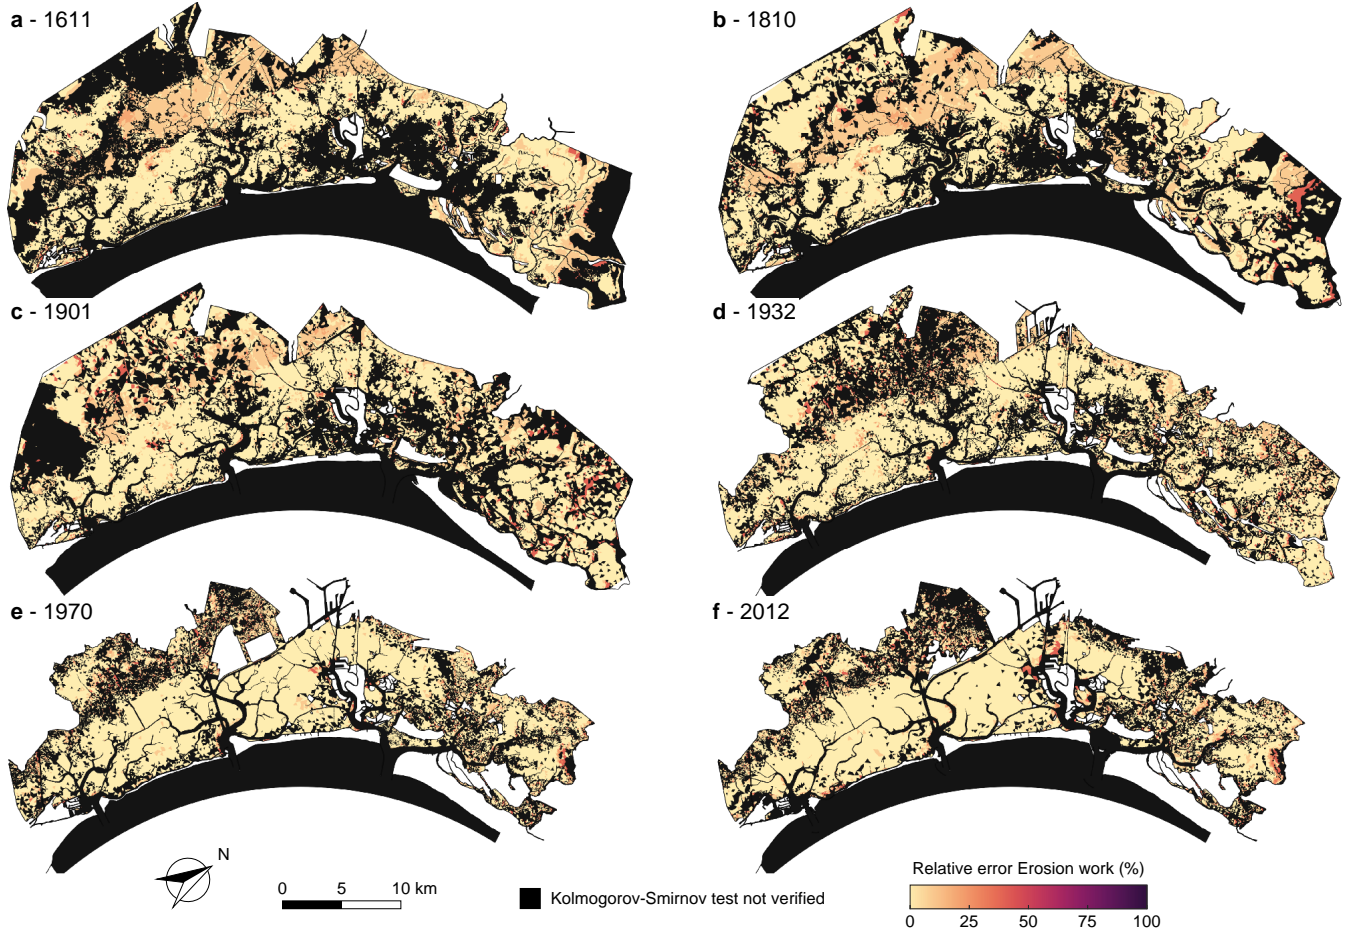 a - 1611
b - 1810
c - 1901
d - 1932
e - 1970
f - 2012
N
0 5 10 km
Kolmogorov-Smirnov test not verified
Relative error Erosion work (%)
0 25 50 75 100